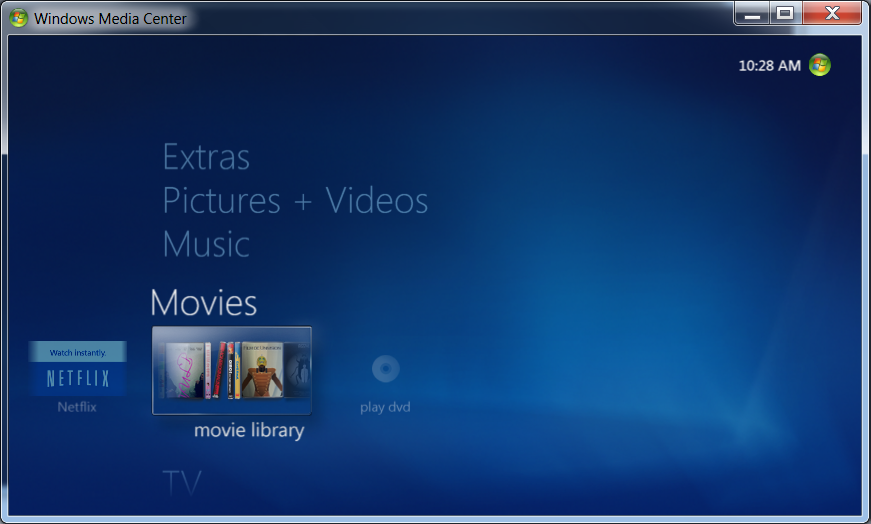 Windows Media Center
10:28 AM
Extras
Pictures + Videos
Music
Movies
Watch instantly.
NETFLIX
Netflix
movie library
play dvd
TV